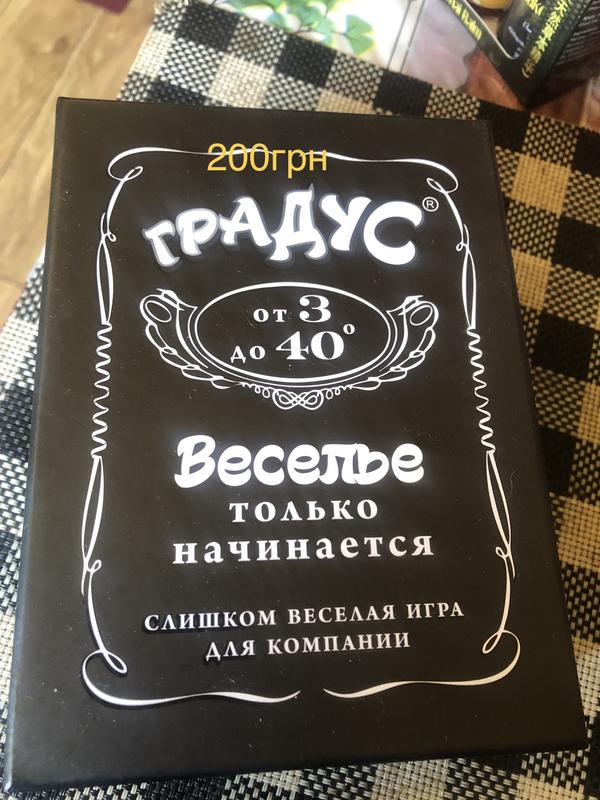 200грн
ГРАДУС®
от 3
до 40°
Веселье
только
начинается
СЛИШКОМ ВЕСЕЛАЯ ИГРА
ДЛЯ КОМПАНИИ